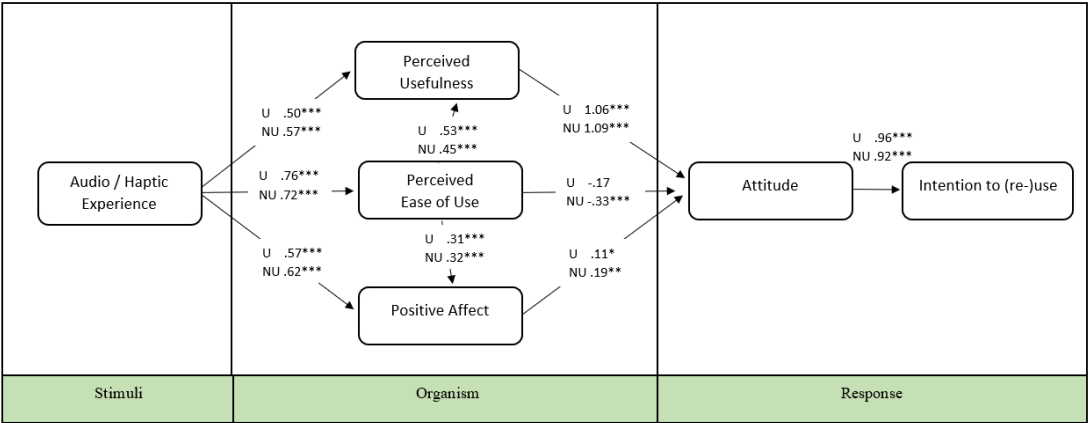 Perceived
Usefulness
U .50***
NU .57***
U .53***
NU .45***
U 1.06***
NU 1.09***
Audio / Haptic
Experience
U .76***
NU .72***
Perceived
Ease of Use
U -.17
NU -.33***
Attitude
U .96***
NU .92***
Intention to (re-)use
U .57***
NU .62***
U .31***
NU .32***
U .11*
NU .19**
Positive Affect
Stimuli
Organism
Response